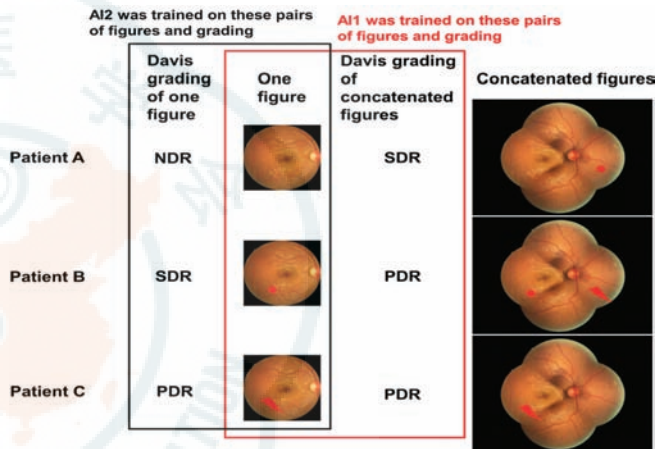 AI2 was trained on these pairs
of figures and grading
AI1 was trained on these pairs
of figures and grading
Davis
grading
of one
figure
One
figure
Davis grading
of
concatenated
figures
Concatenated figures
Patient A
NDR
SDR
Patient B
SDR
PDR
Patient C
PDR
PDR